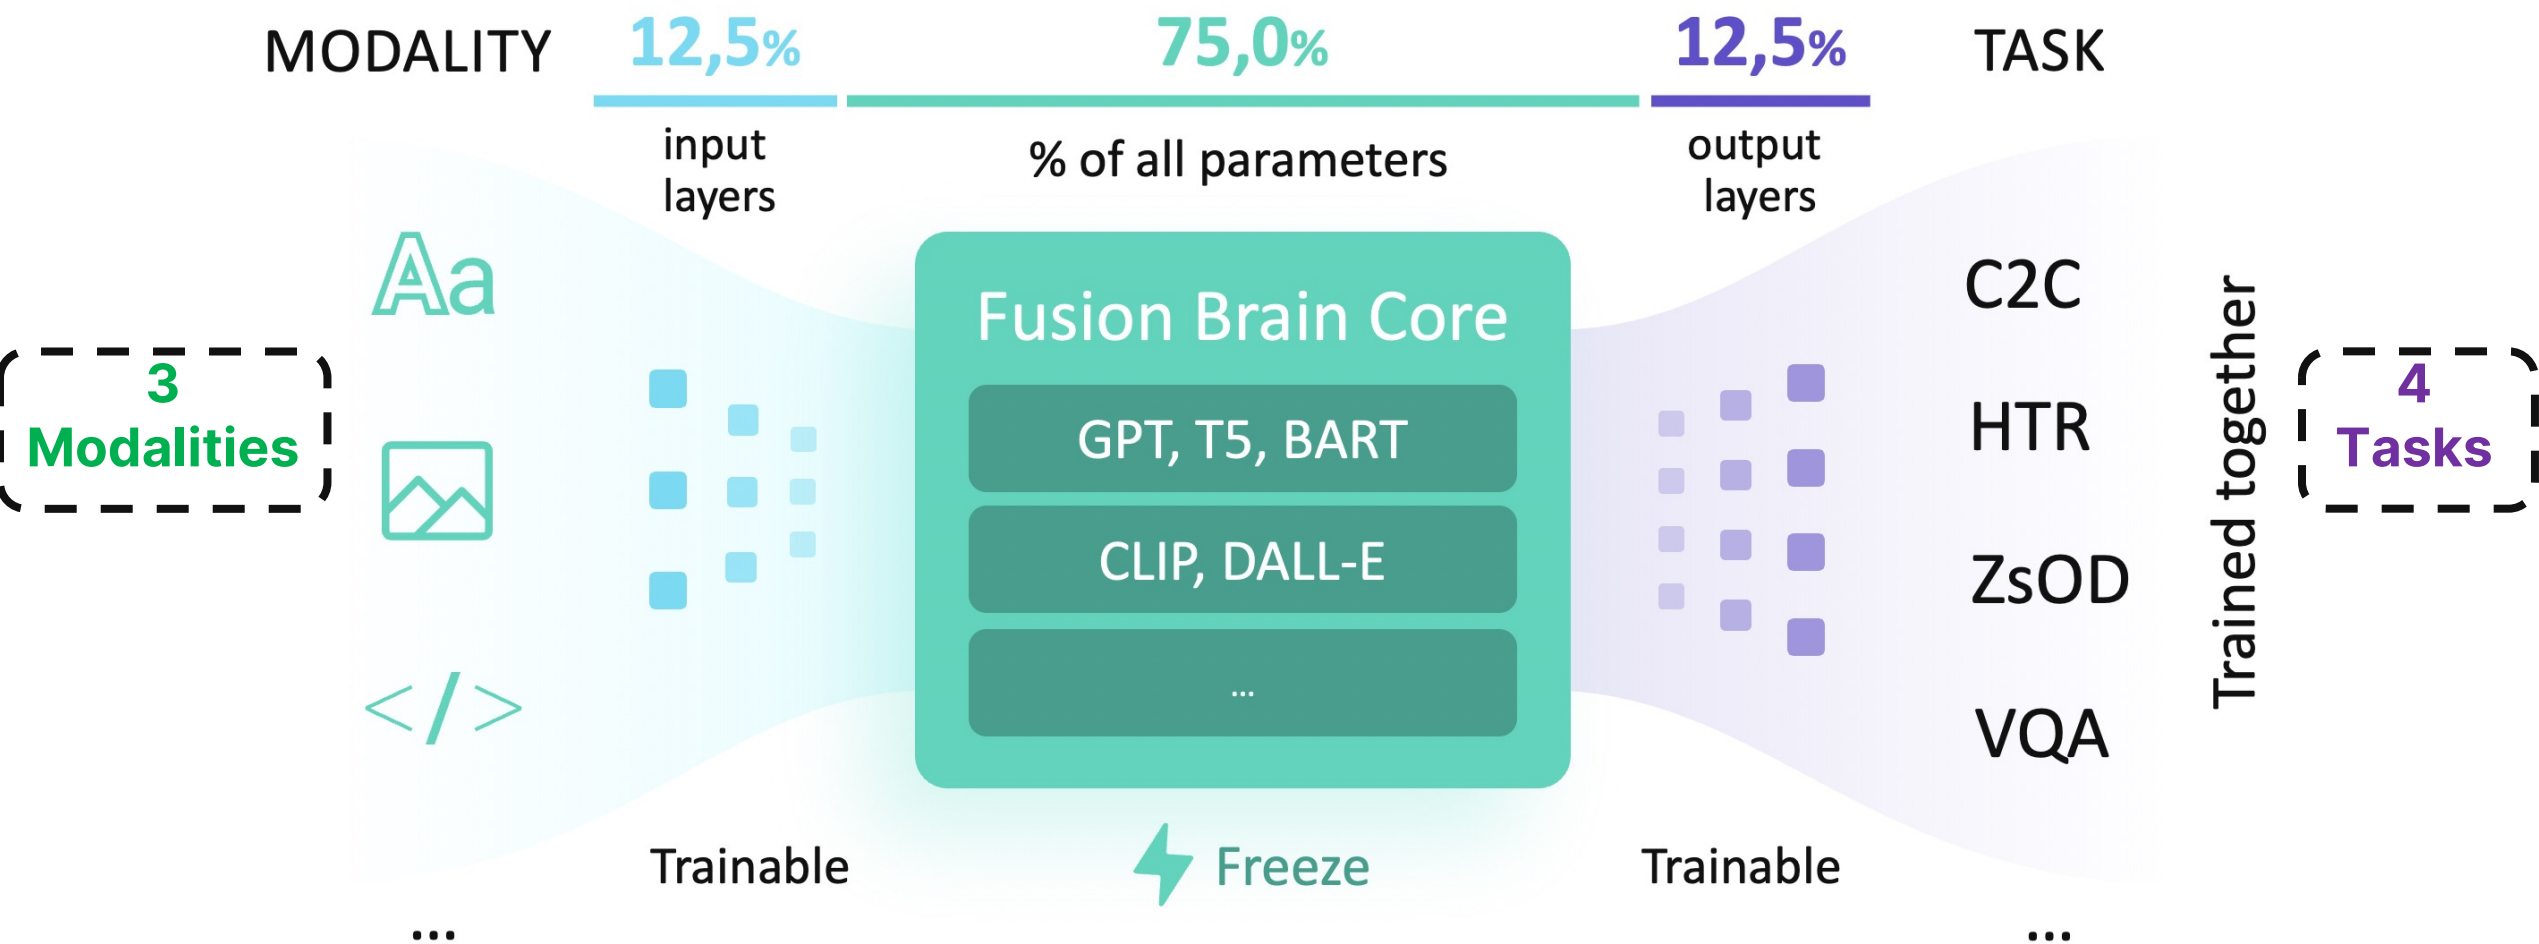 MODALITY
12,5%
75,0%
12,5%
TASK
input
layers
% of all parameters
output
layers
Aa
3
Modalities
</>
...
Fusion Brain Core
GPT, T5, BART
CLIP, DALL-E
...
C2C
HTR
ZsOD
VQA
...
Trained together
4
Tasks
Trainable
Freeze
Trainable